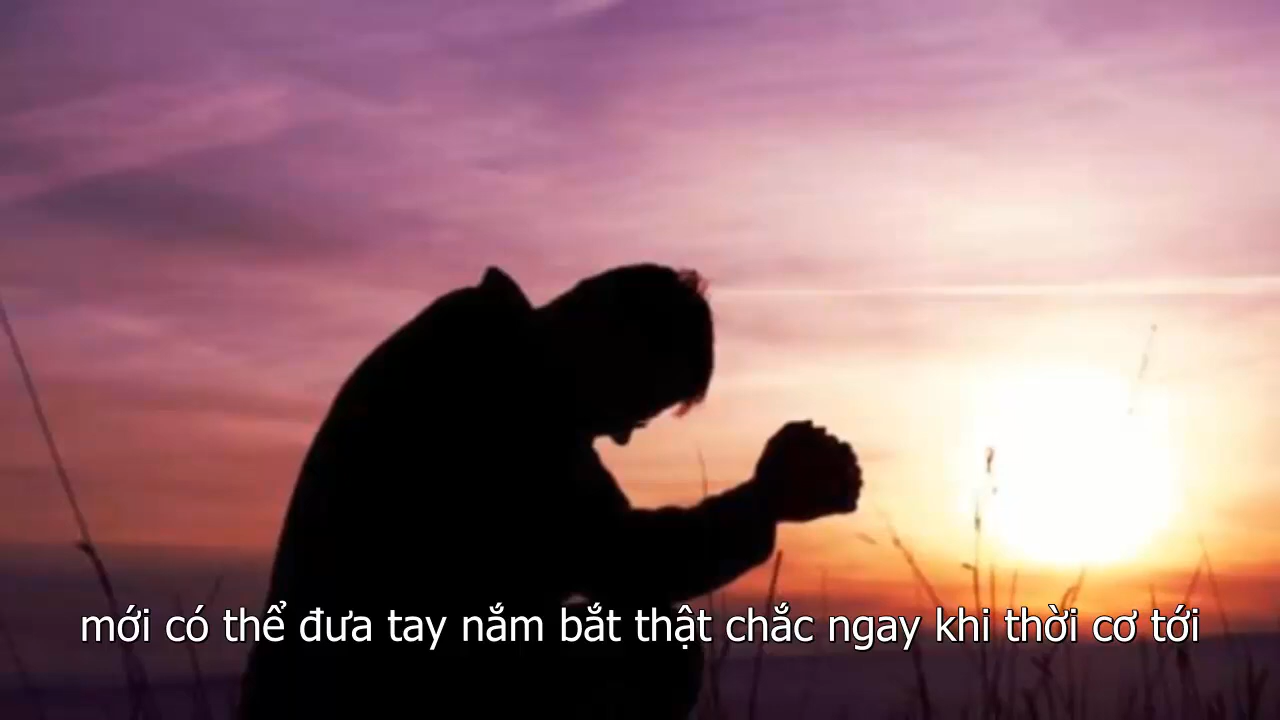 mới có thể đưa tay nắm bắt thật chắc ngay khi thời cơ tới